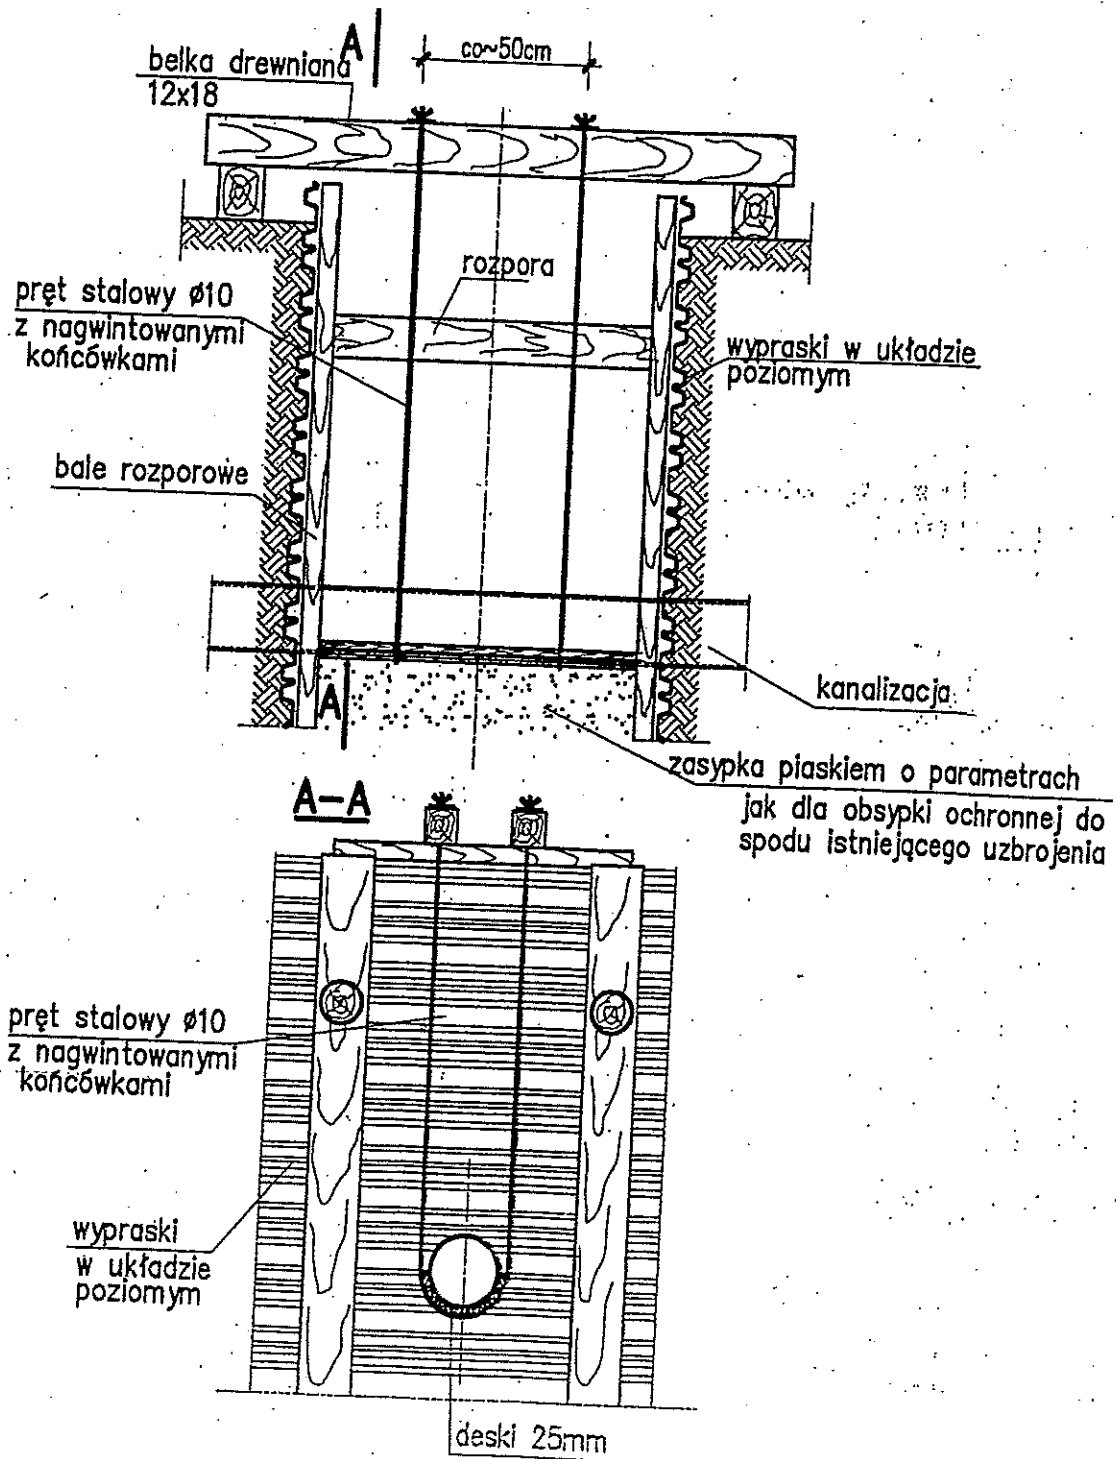 A
co~50cm
belka drewniana
12x18
rozpora
pręt stalowy ø10
z nagwintowanymi
końcówkami
wypraski w układzie
poziomym
bale rozporowe
kanalizacja
A
zasypka piaskiem o parametrach
jak dla obsypki ochronnej do
spodu istniejącego uzbrojenia
A-A
pręt stalowy ø10
z nagwintowanymi
końcówkami
wypraski
w układzie
poziomym
deski 25mm